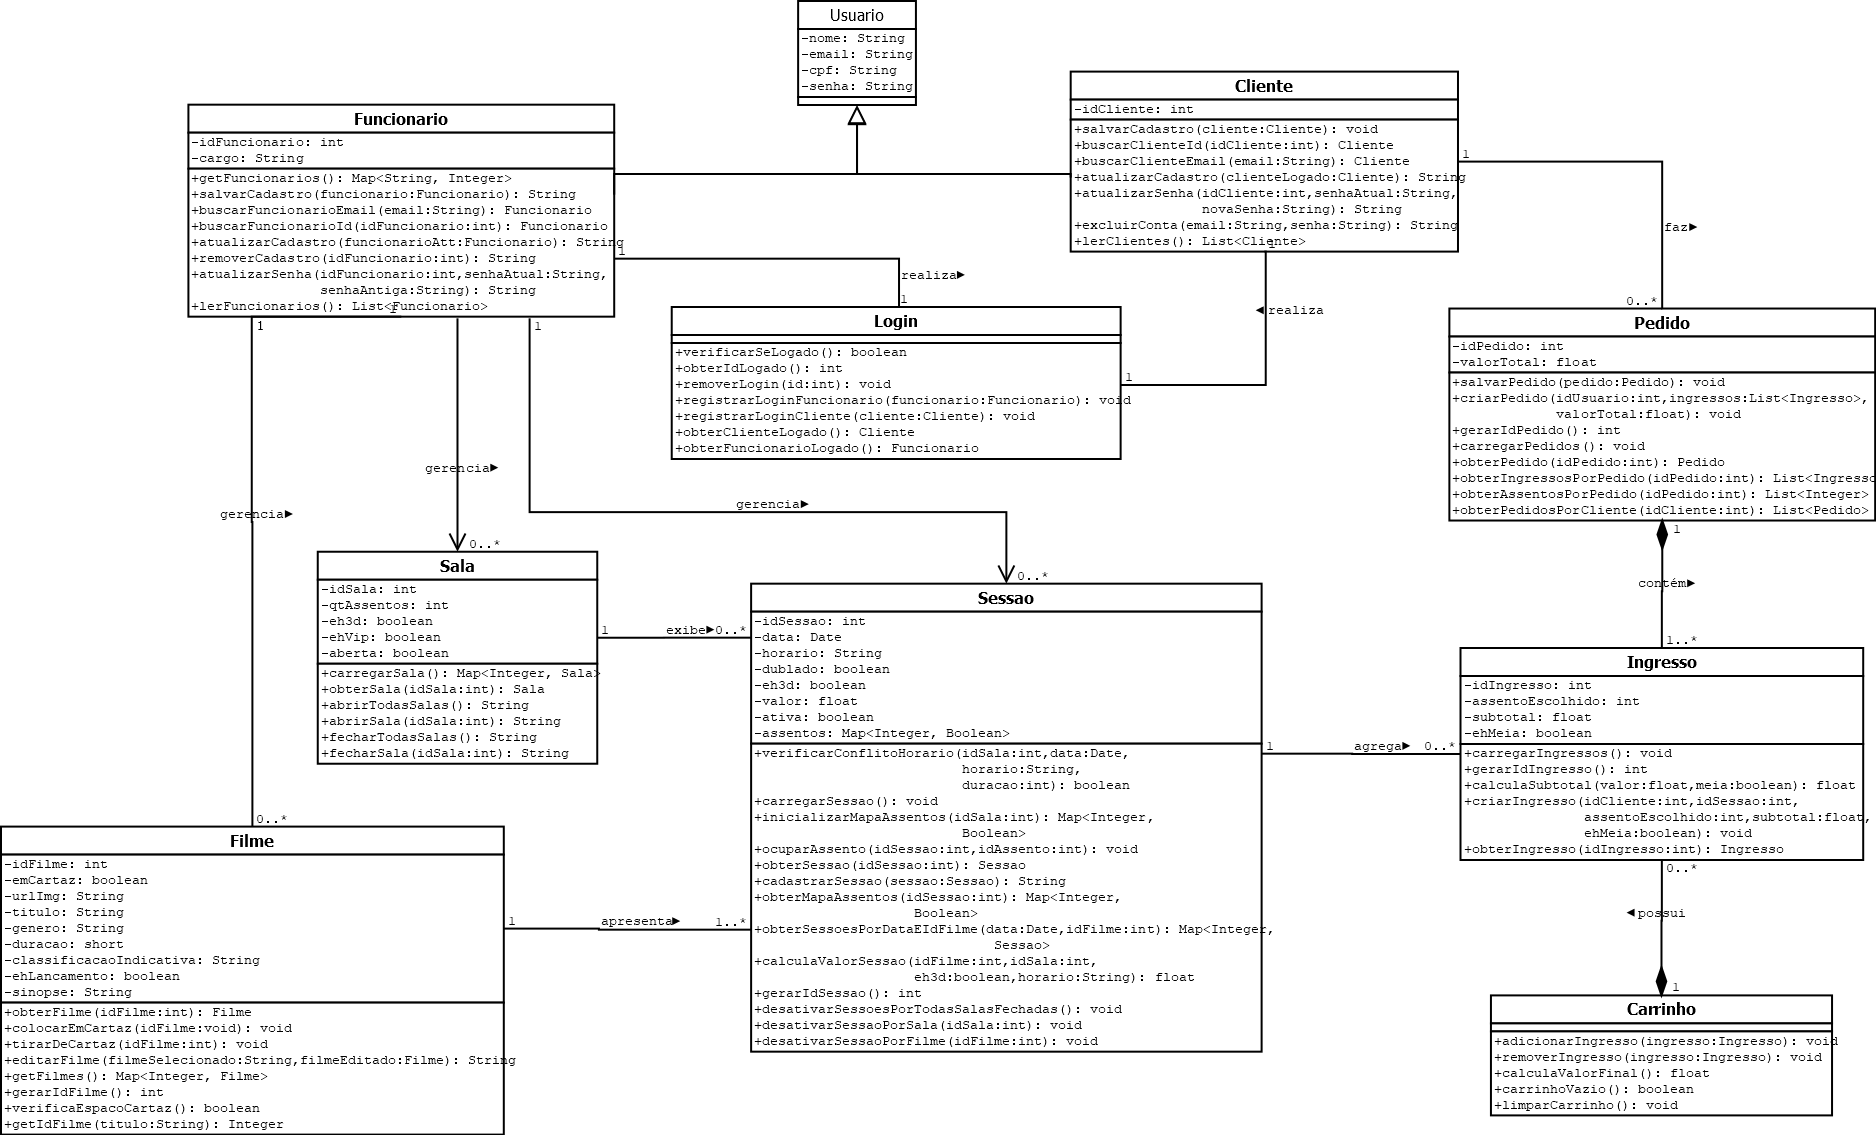 Usuario
-nome: String
-email: String
-cpf: String
-senha: String
Funcionario
-idFuncionario: int
-cargo: String
+getFuncionarios(): Map<String, Integer>
+salvarCadastro(funcionario:Funcionario): String
+buscarFuncionarioEmail(email:String): Funcionario
+buscarFuncionarioId(idFuncionario:int): Funcionario
+atualizarCadastro(funcionarioAtt:Funcionario): String
+removerCadastro(idFuncionario:int): String
+atualizarSenha(idFuncionario:int,senhaAtual:String,
senhaAntiga:String): String
+lerFuncionarios(): List<Funcionario>
Cliente
-idCliente: int
+salvarCadastro(cliente:Cliente): void
+buscarClienteId(idCliente:int): Cliente
+buscarClienteEmail(email:String): Cliente
+atualizarCadastro(clienteLogado:Cliente): String
+atualizarSenha(idCliente:int,senhaAtual:String,
novaSenha:String): String
+excluirConta(email:String,senha:String): String
+lerClientes(): List<Cliente>
1
faz►
0..*
1
realiza►
1
1
◄realiza
1
Login
+verificarSeLogado(): boolean
+obterIdLogado(): int
+removerLogin(id:int): void
+registrarLoginFuncionario(funcionario:Funcionario): void
+registrarLoginCliente(cliente:Cliente): void
+obterClienteLogado(): Cliente
+obterFuncionarioLogado(): Funcionario
Pedido
-idPedido: int
-valorTotal: float
+salvarPedido(pedido:Pedido): void
+criarPedido(idUsuario:int,ingressos:List<Ingresso>,
valorTotal:float): void
+gerarIdPedido(): int
+carregarPedidos(): void
+obterPedido(idPedido:int): Pedido
+obterIngressosPorPedido(idPedido:int): List<Ingresso
+obterAssentosPorPedido(idPedido:int): List<Integer>
+obterPedidosPorCliente(idCliente:int): List<Pedido>
1
1
1
gerencia►
gerencia►
gerencia►
0..*
0..*
0..*
1
contém►
1..*
Sala
-idSala: int
-qtAssentos: int
-eh3d: boolean
-ehVip: boolean
-aberta: boolean
+carregarSala(): Map<Integer, Sala>
+obterSala(idSala:int): Sala
+abrirTodasSalas(): String
+abrirSala(idSala:int): String
+fecharTodasSalas(): String
+fecharSala(idSala:int): String
1
exibe►
0..*
Sessao
-idSessao: int
-data: Date
-horario: String
-dublado: boolean
-eh3d: boolean
-valor: float
-ativa: boolean
-assentos: Map<Integer, Boolean>
+verificarConflitoHorario(idSala:int,data:Date,
horario:String,
duracao:int): boolean
+carregarSessao(): void
+inicializarMapaAssentos(idSala:int): Map<Integer,
Boolean>
+ocuparAssento(idSessao:int,idAssento:int): void
+obterSessao(idSessao:int): Sessao
+cadastrarSessao(sessao:Sessao): String
+obterMapaAssentos(idSessao:int): Map<Integer,
Boolean>
+obterSessoesPorDataEIdFilme(data:Date,idFilme:int): Map<Integer,
Sessao>
+calculaValorSessao(idFilme:int,idSala:int,
eh3d:boolean,horario:String): float
+gerarIdSessao(): int
+desativarSessoesPorTodasSalasFechadas(): void
+desativarSessaoPorSala(idSala:int): void
+desativarSessaoPorFilme(idFilme:int): void
1
agrega►
0..*
Ingresso
-idIngresso: int
-assentoEscolhido: int
-subtotal: float
-ehMeia: boolean
+carregarIngressos(): void
+gerarIdIngresso(): int
+calculaSubtotal(valor:float,meia:boolean): float
+criarIngresso(idCliente:int,idSessao:int,
assentoEscolhido:int,subtotal:float,
ehMeia:boolean): void
+obterIngresso(idIngresso:int): Ingresso
0..*
◄possui
1
Filme
-idFilme: int
-emCartaz: boolean
-urlImg: String
-titulo: String
-genero: String
-duracao: short
-classificacaoIndicativa: String
-ehLancamento: boolean
-sinopse: String
+obterFilme(idFilme:int): Filme
+colocarEmCartaz(idFilme:void): void
+tirarDeCartaz(idFilme:int): void
+editarFilme(filmeSelecionado:String,filmeEditado:Filme): String
+getFilmes(): Map<Integer, Filme>
+gerarIdFilme(): int
+verificaEspacoCartaz(): boolean
+getIdFilme(titulo:String): Integer
1
apresenta►
1..*
Carrinho
+adicionarIngresso(ingresso:Ingresso): void
+removerIngresso(ingresso:Ingresso): void
+calculaValorFinal(): float
+carrinhoVazio(): boolean
+limparCarrinho(): void